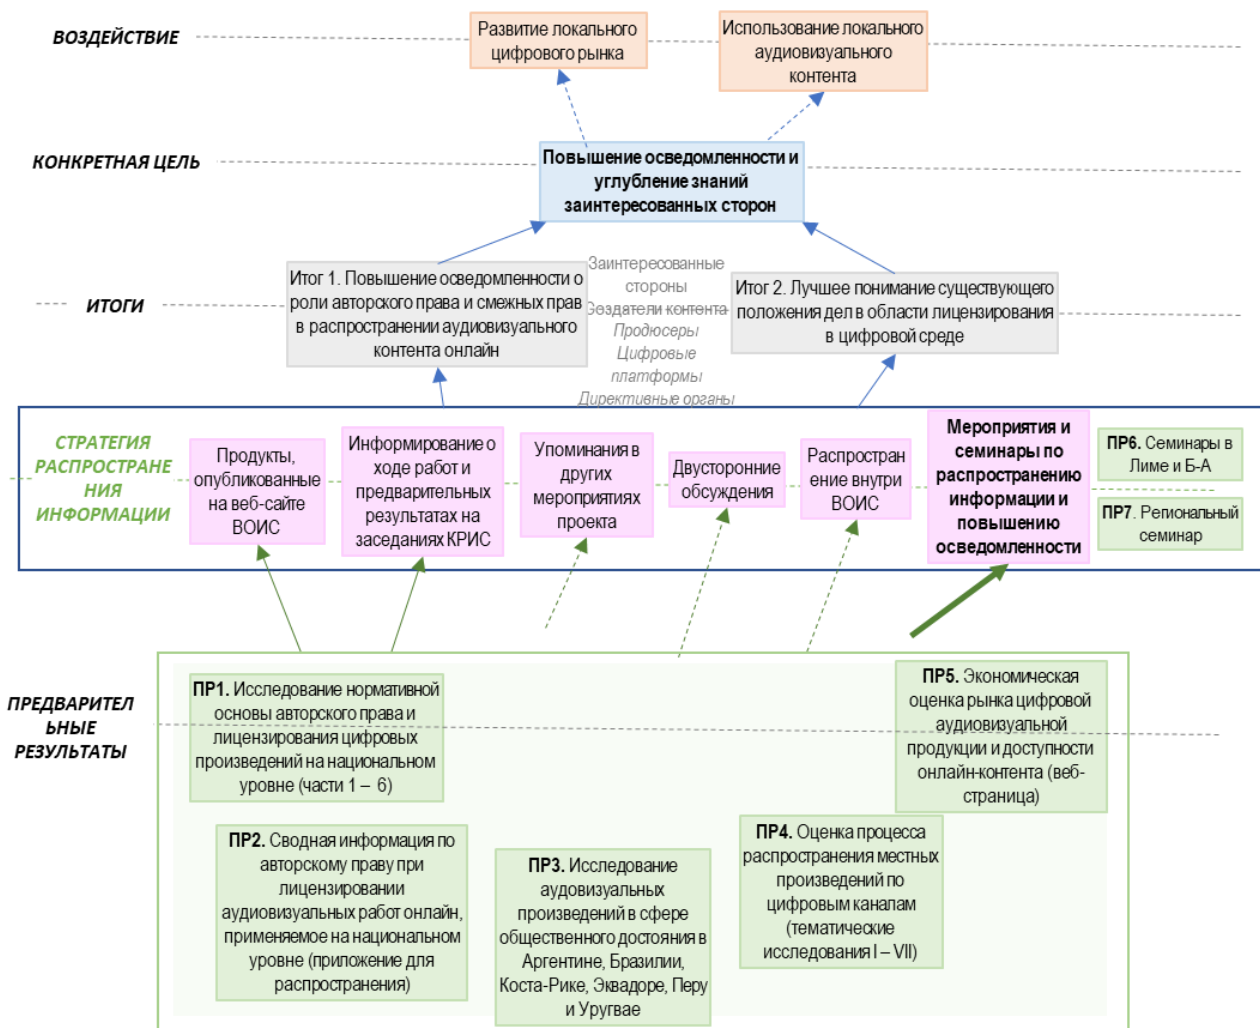 ВОЗДЕЙСТВИЕ
Развитие локального
цифрового рынка
Использование локального
аудиовизуального
контента
КОНКРЕТНАЯ ЦЕЛЬ
Повышение осведомленности и
углубление знаний
заинтересованных сторон
ИТОГИ
Итог 1. Повышение осведомленности о
роли авторского права и смежных прав
в распространении аудиовизуального
контента онлайн
Заинтересованные
стороны
Создатели контента
Продюсеры
Цифровые
платформы
Директивные органы
Итог 2. Лучшее понимание существующего
положения дел в области лицензирования
в цифровой среде
СТРАТЕГИЯ
РАСПРОСТРАНЕ
НИЯ
ИНФОРМАЦИИ
Продукты,
опубликованные
на веб-сайте
ВОИС
Информирование о
ходе работ и
предварительных
результатах на
заседаниях КРИС
Упоминания в
других
мероприятиях
проекта
Двусторонние
обсуждения
Распростран
ение внутри
ВОИС
Мероприятия и
семинары по
распространению
информации и
повышению
осведомленности
ПР6. Семинары в
Лиме и Б-А
ПР7. Региональный
семинар
ПРЕДВАРИТЕЛ
ЬНЫЕ
РЕЗУЛЬТАТЫ
ПР1. Исследование нормативной
основы авторского права и
лицензирования цифровых
произведений на национальном
уровне (части 1 – 6)
ПР2. Сводная информация по
авторскому праву при
лицензировании
аудиовизуальных работ онлайн,
применяемое на национальном
уровне (приложение для
распространения)
ПР3. Исследование
аудовизуальных
произведений в сфере
общественного достояния в
Аргентине, Бразилии,
Коста-Рике, Эквадоре, Перу
и Уругвае
ПР4. Оценка процесса
распространения местных
произведений по
цифровым каналам
(тематические
исследования I – VII)
ПР5. Экономическая
оценка рынка цифровой
аудиовизуальной
продукции и доступности
онлайн-контента (веб-
страница)